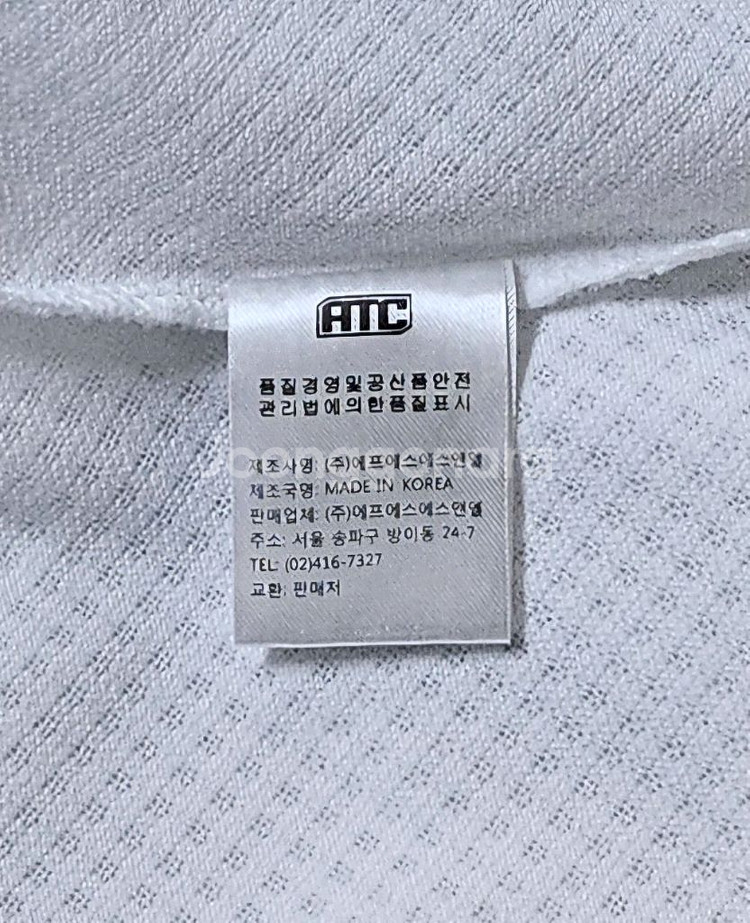 ATC
품질경영및공산품안전
관리법에의한품질표시
제조사명: (주)에프에스에스앤엘
제조국명: MADE IN KOREA
판매업체: (주)에프에스에스앤엘
주소: 서울 송파구 방이동 24-7
TEL: (02)416-7327
교환: 판매저